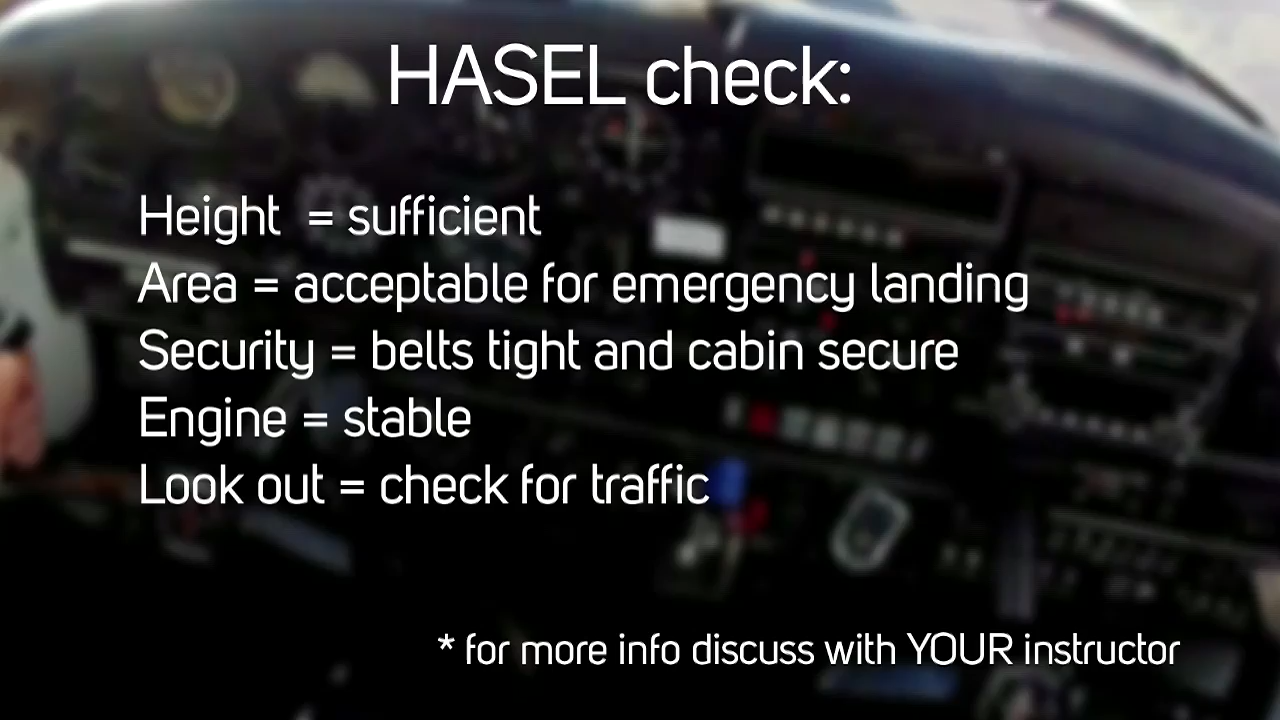 HASEL check:
Height = sufficient
Area = acceptable for emergency landing
Security = belts tight and cabin secure
Engine = stable
Look out = check for traffic
* for more info discuss with YOUR instructor